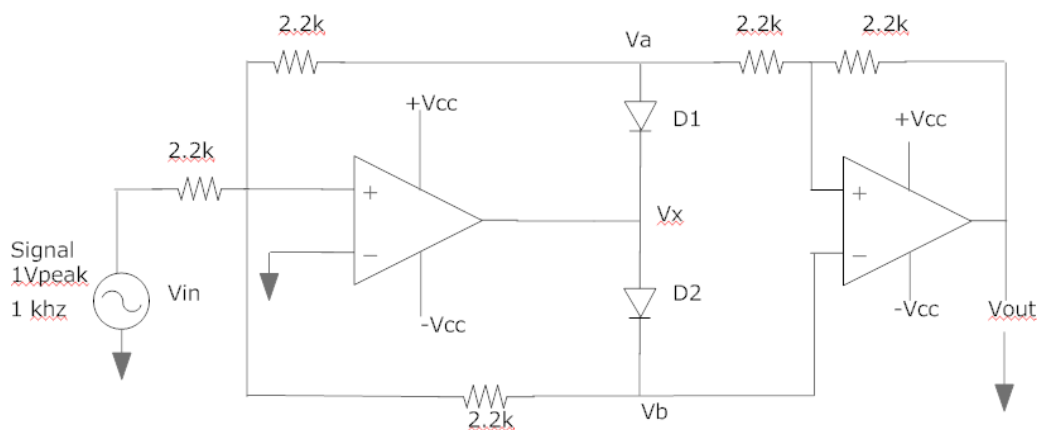 2.2k
Va
2.2k
2.2k
+Vcc
D1
+Vcc
2.2k
+
Vx
+
Signal
1Vpeak
1 khz
Vin
−
D2
−
-Vcc
-Vcc
Vout
2.2k
Vb